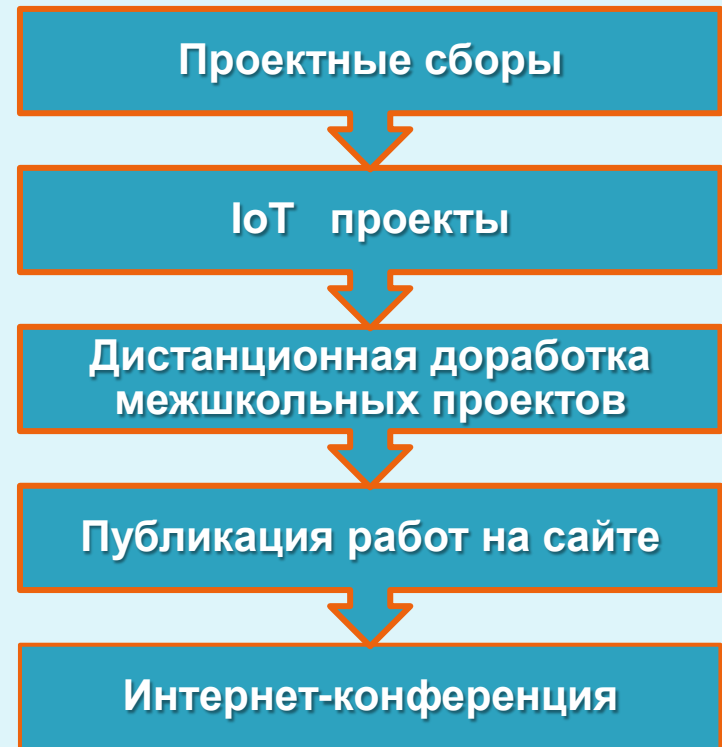 Проектные сборы
IoT проекты
Дистанционная доработка
межшкольных проектов
Публикация работ на сайте
Интернет-конференция